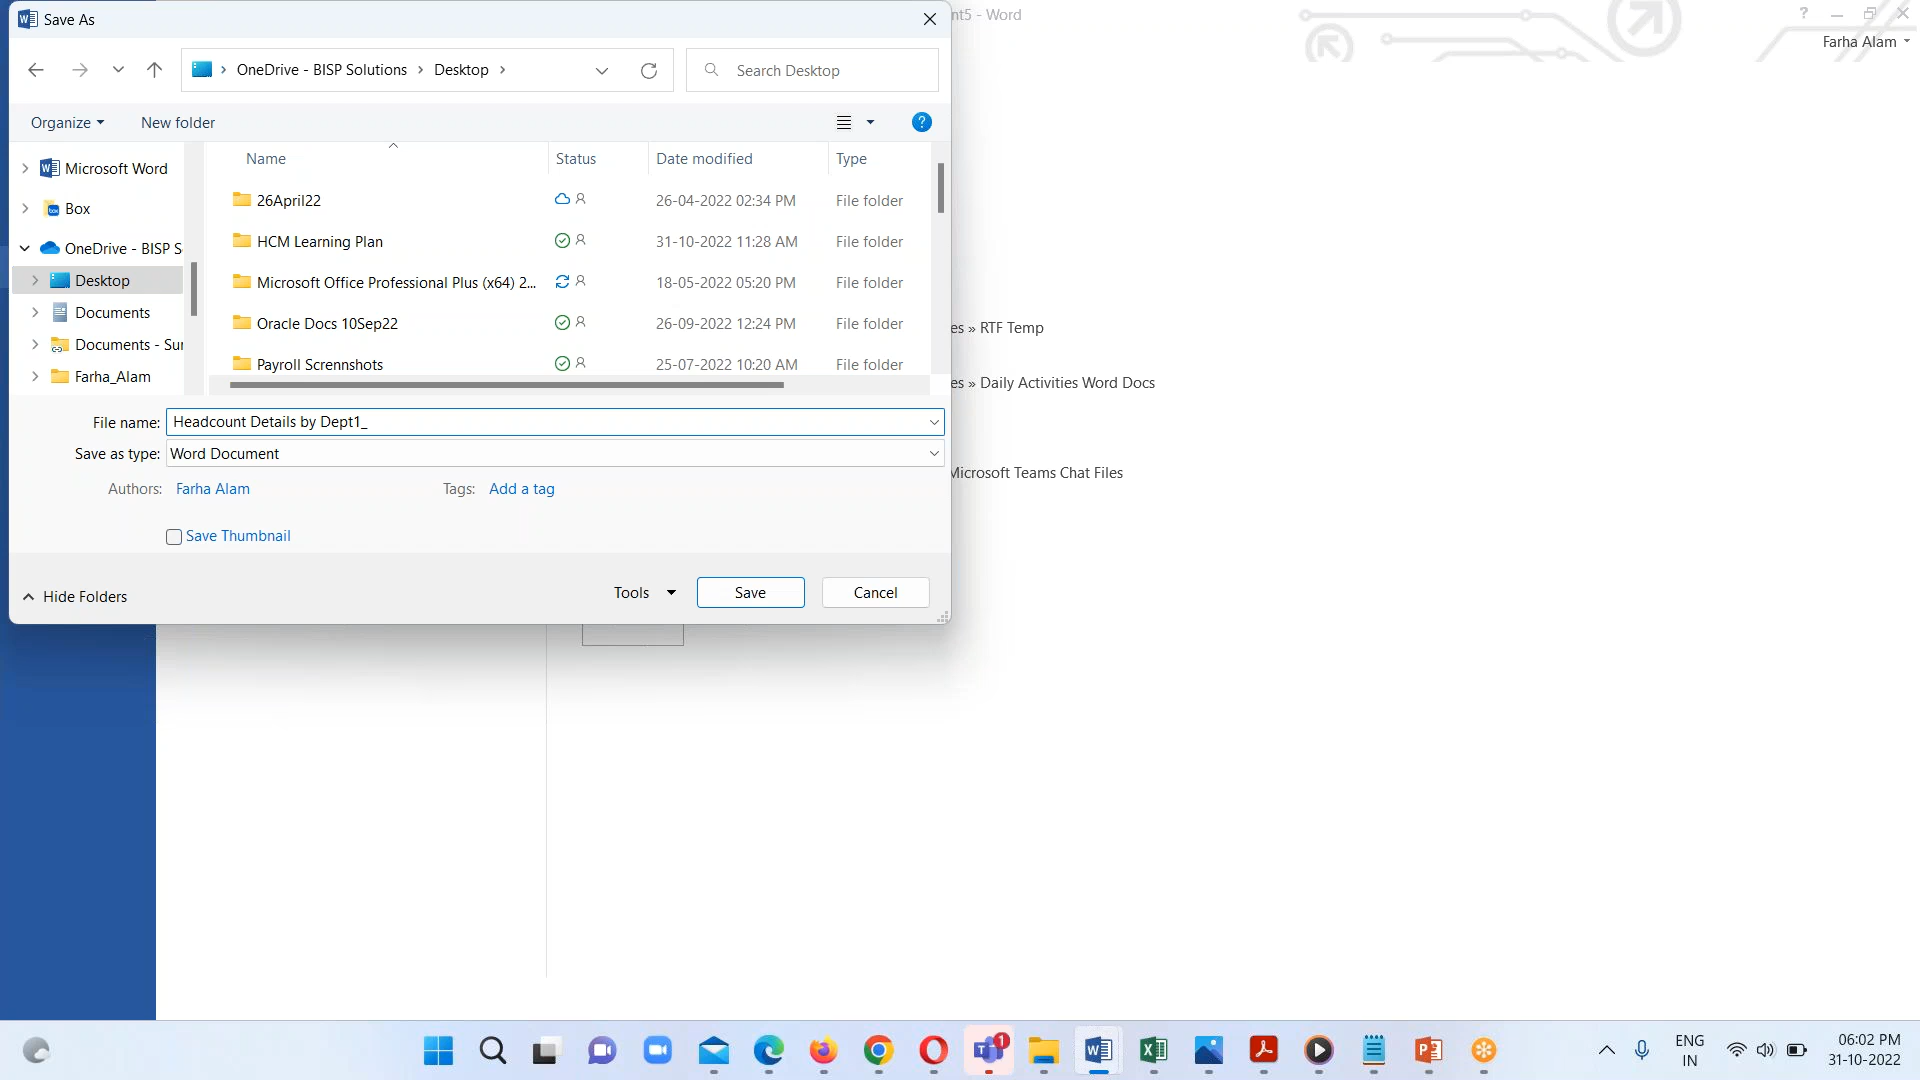 Save As
nt5 - Word
Farha Alam
OneDrive - BISP Solutions Desktop
Search Desktop
Organize
New folder
Name Status Date modified Type
Microsoft Word
Box
OneDrive - BISP S
Desktop
Documents
Documents - Sur
Farha_Alam
26April22 26-04-2022 02:34 PM File folder
HCM Learning Plan 31-10-2022 11:28 AM File folder
Microsoft Office Professional Plus (x64) 2... 18-05-2022 05:20 PM File folder
Oracle Docs 10Sep22 26-09-2022 12:24 PM File folder
Payroll Scrennshots 25-07-2022 10:20 AM File folder
File name: Headcount Details by Dept1_
Save as type: Word Document
Authors: Farha Alam Tags: Add a tag
Save Thumbnail
Hide Folders
Tools Save Cancel
es » RTF Temp
es » Daily Activities Word Docs
Microsoft Teams Chat Files
ENG
IN
06:02 PM
31-10-2022
1